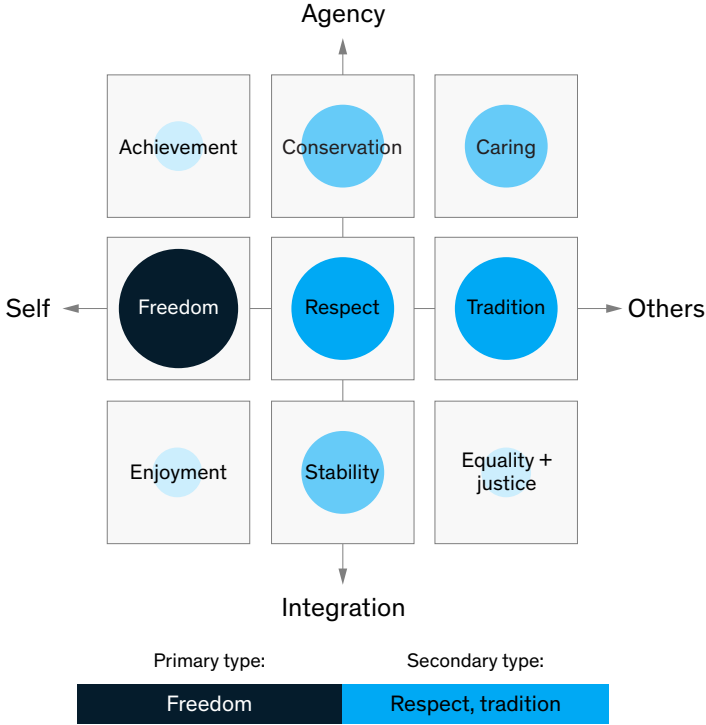 Agency
Achievement
Conservation
Caring
Self
Freedom
Respect
Tradition
Others
Enjoyment
Stability
Equality +
justice
Integration
Primary type:
Secondary type:
Freedom
Respect, tradition